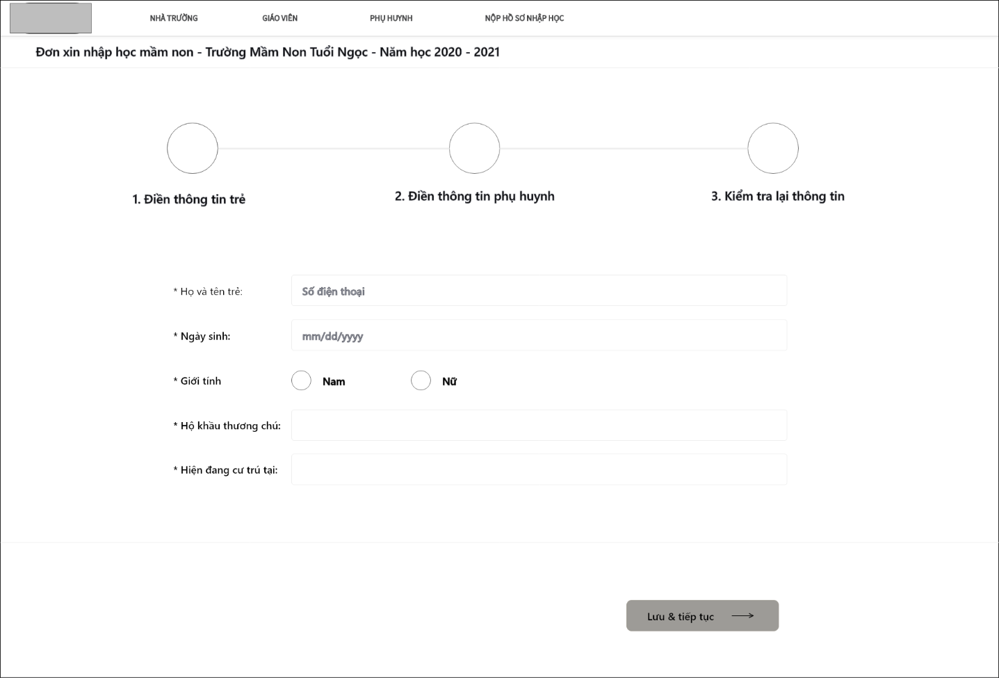 NHÀ TRƯỜNG GIÁO VIÊN PHỤ HUYNH NỘP HỒ SƠ NHẬP HỌC
Đơn xin nhập học mầm non - Trường Mầm Non Tuổi Ngọc - Năm học 2020 - 2021
1. Điền thông tin trẻ 2. Điền thông tin phụ huynh 3. Kiểm tra lại thông tin
* Họ và tên trẻ: Số điện thoại
* Ngày sinh: mm/dd/yyyy
* Giới tính Nam Nữ
* Hộ khẩu thương chú:
* Hiện đang cư trú tại:
Lưu & tiếp tục